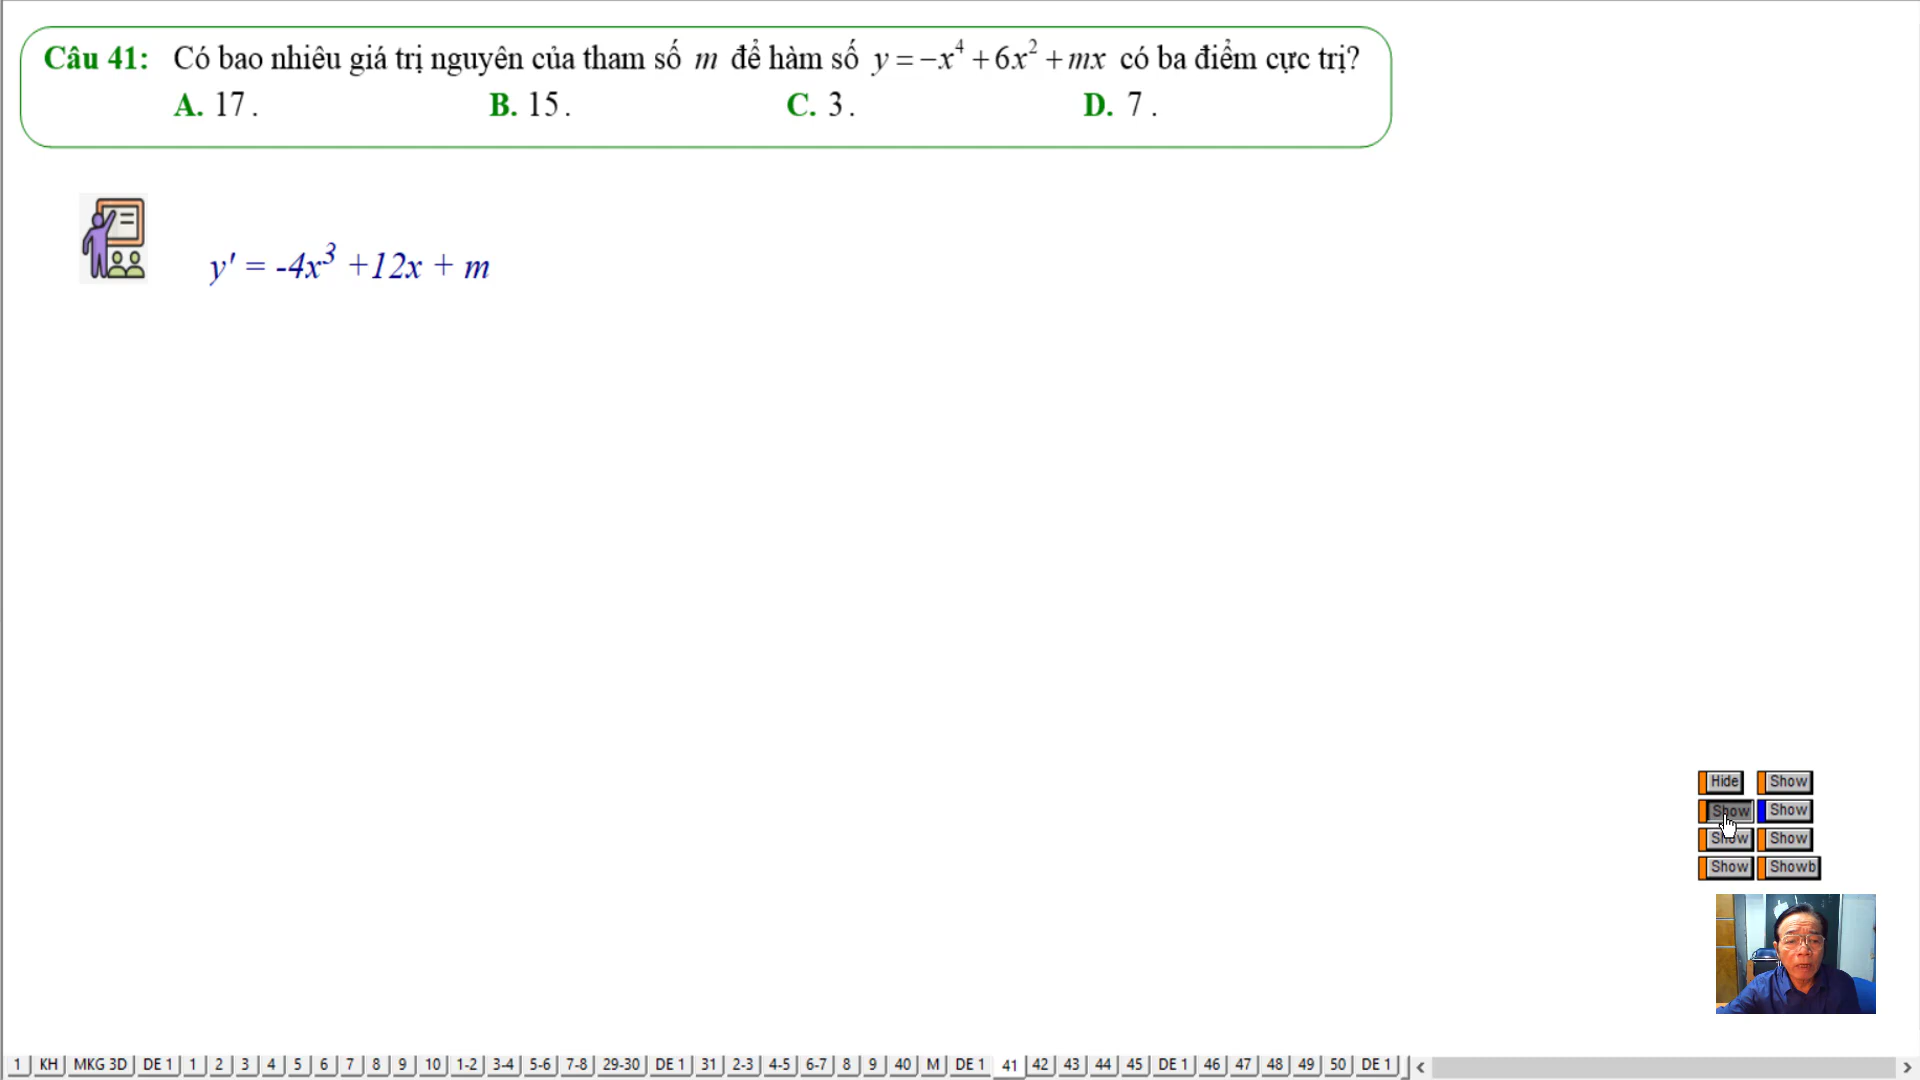 Câu 41: Có bao nhiêu giá trị nguyên của tham số m để hàm số y = −x⁴ + 6x² + mx có ba điểm cực trị?
A. 17. B. 15. C. 3. D. 7.
y' = -4x³ +12x + m
Hide Show
Show Show
Show Show
Show Showb
1 KH MKG 3D DE 1 1 2 3 4 5 6 7 8 9 10 1-2 3-4 5-6 7-8 29-30 DE 1 31 2-3 4-5 6-7 8 9 40 M DE 1 41 42 43 44 45 DE 1 46 47 48 49 50 DE 1